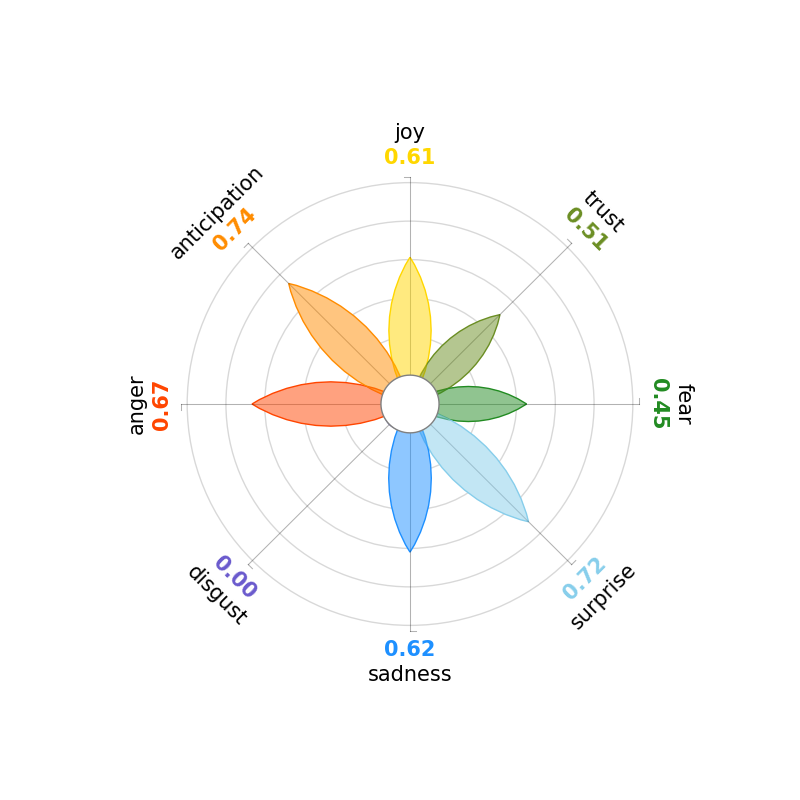 joy
0.61
trust
0.51
fear
0.45
surprise
0.72
sadness
0.62
disgust
0.00
anger
0.67
anticipation
0.74